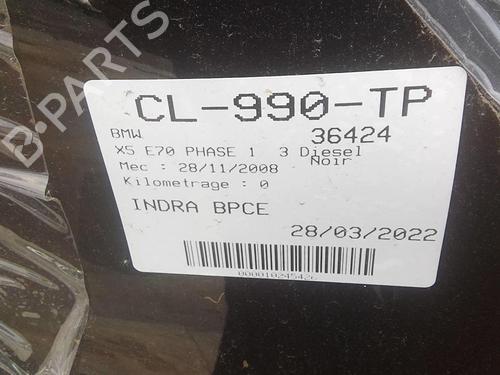 B-PARTS
CL-990-TP
BMW 36424
X5 E70 PHASE 1 3 Diesel
Mec : 28/11/2008 Noir
Kilometrage : 0
INDRA BPCE
28/03/2022
000010245426